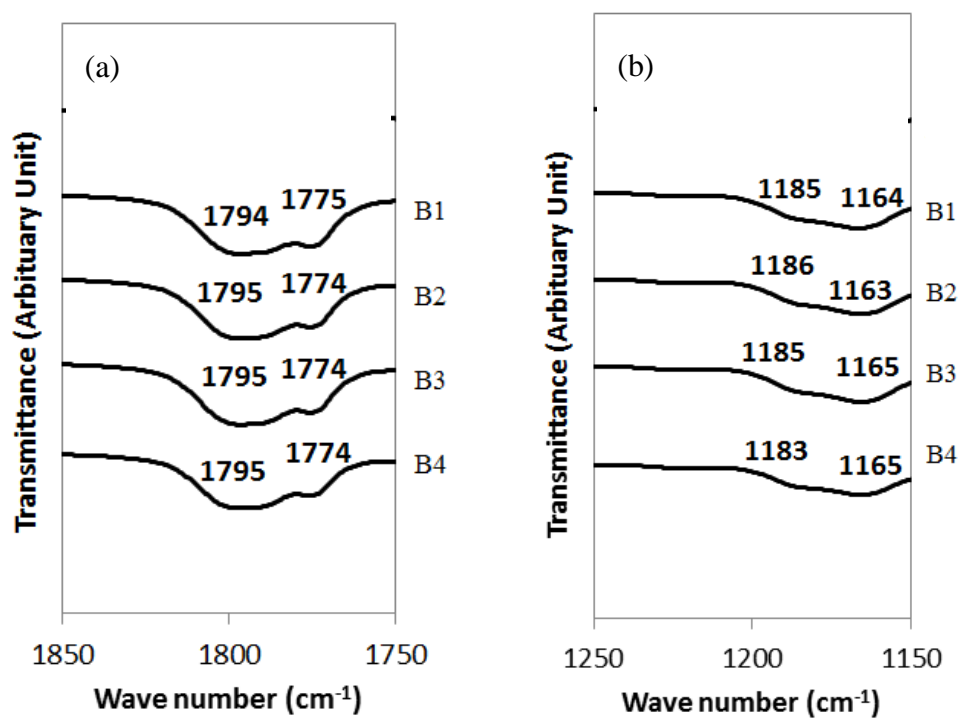 (a)
Transmittance (Arbituary Unit)
1794 1775 B1
1795 1774 B2
1795 1774 B3
1795 1774 B4
1850 1800 1750
Wave number (cm-1)
(b)
Transmittance (Arbituary Unit)
1185 1164 B1
1186 1163 B2
1185 1165 B3
1183 1165 B4
1250 1200 1150
Wave number (cm-1)